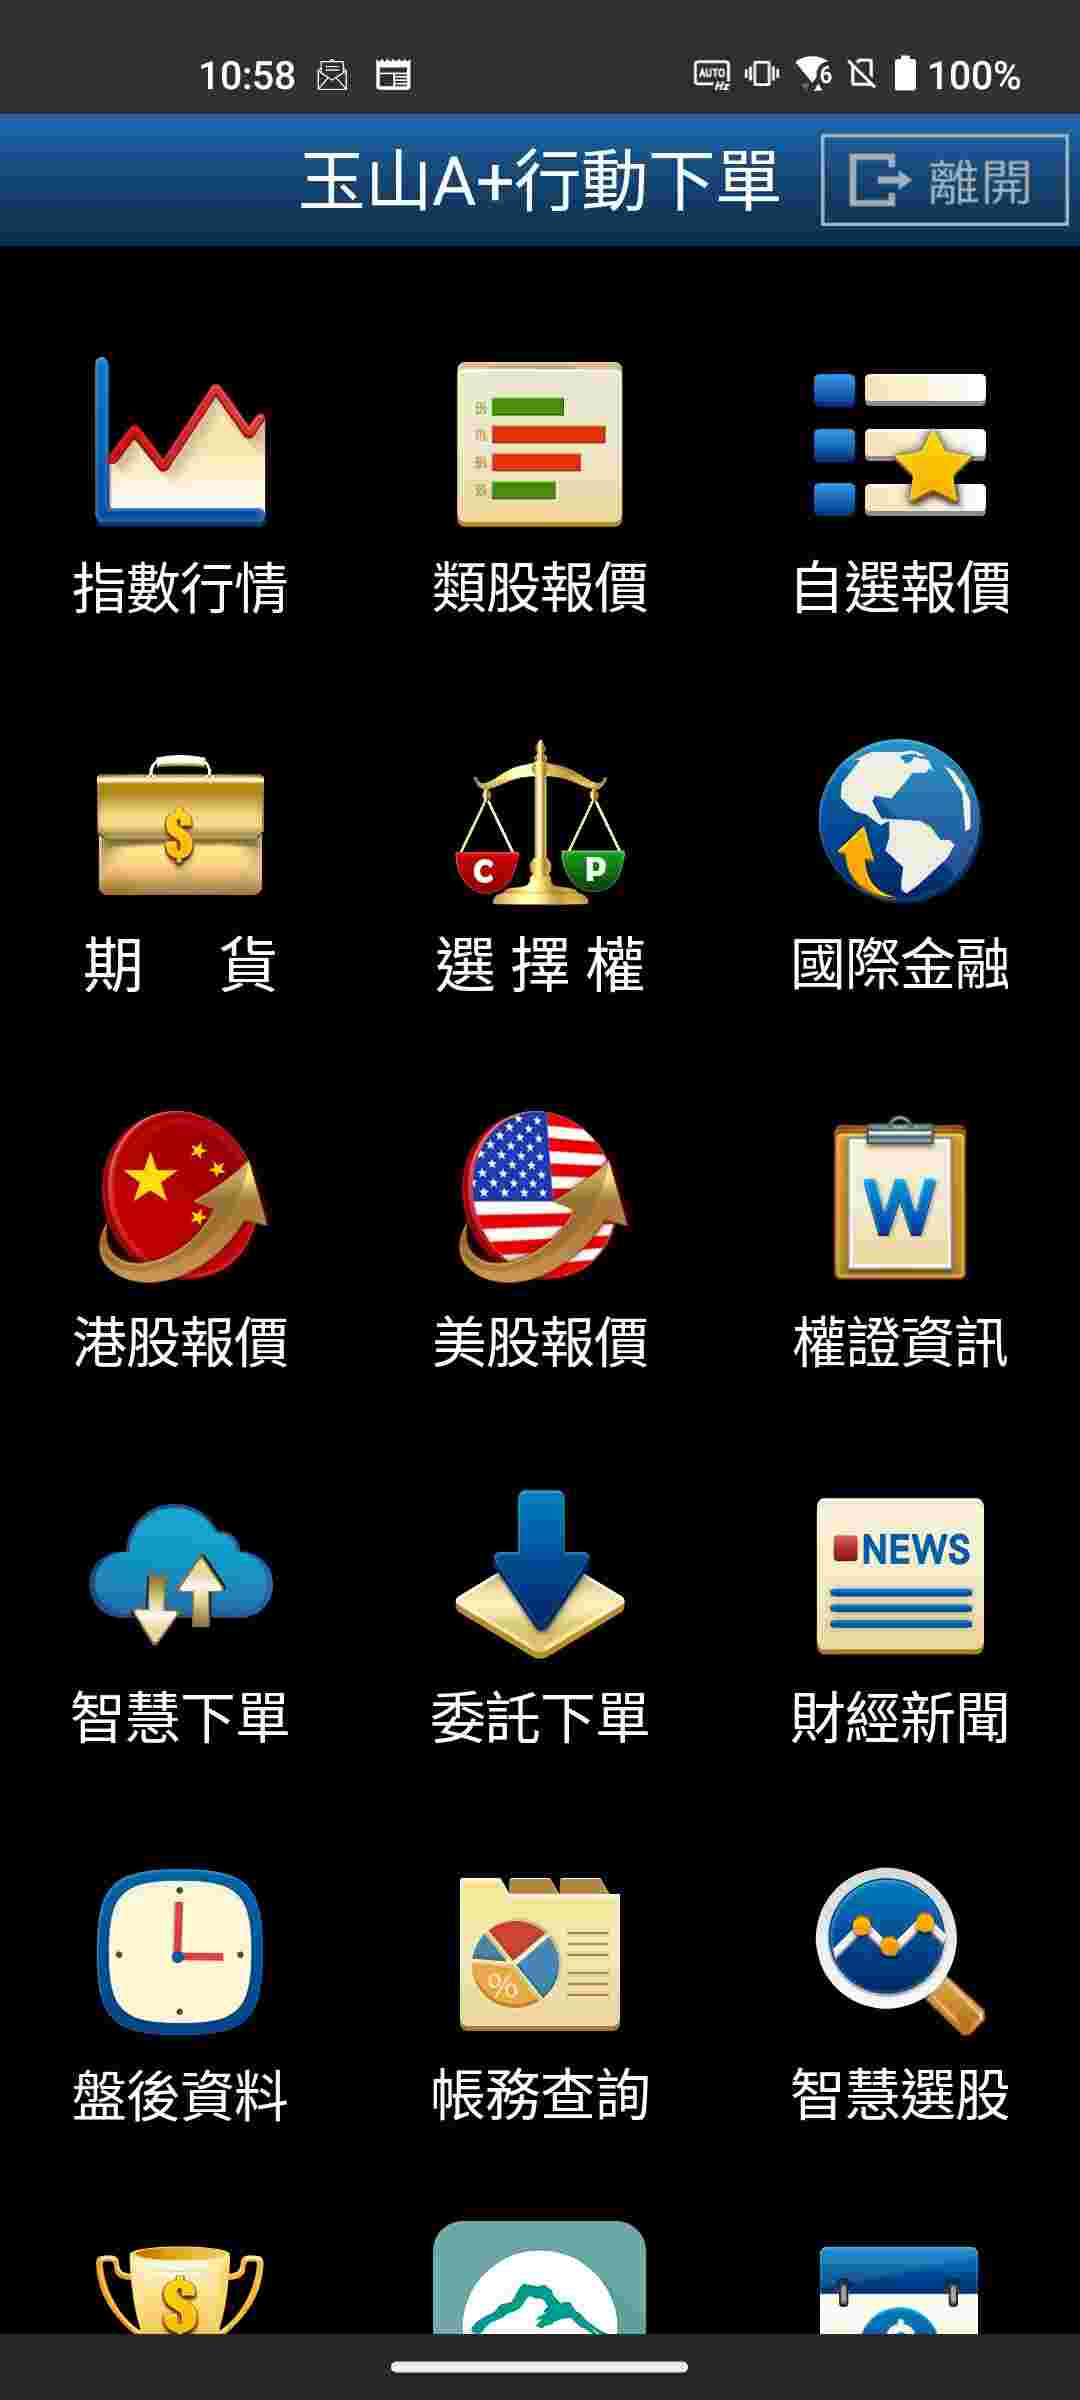 10:58
AUTO Hz 6 100%
玉山A+行動下單
離開
指數行情 類股報價 自選報價
$ C P
期 貨 選擇權 國際金融
W
港股報價 美股報價 權證資訊
NEWS
智慧下單 委託下單 財經新聞
%
盤後資料 帳務查詢 智慧選股
$